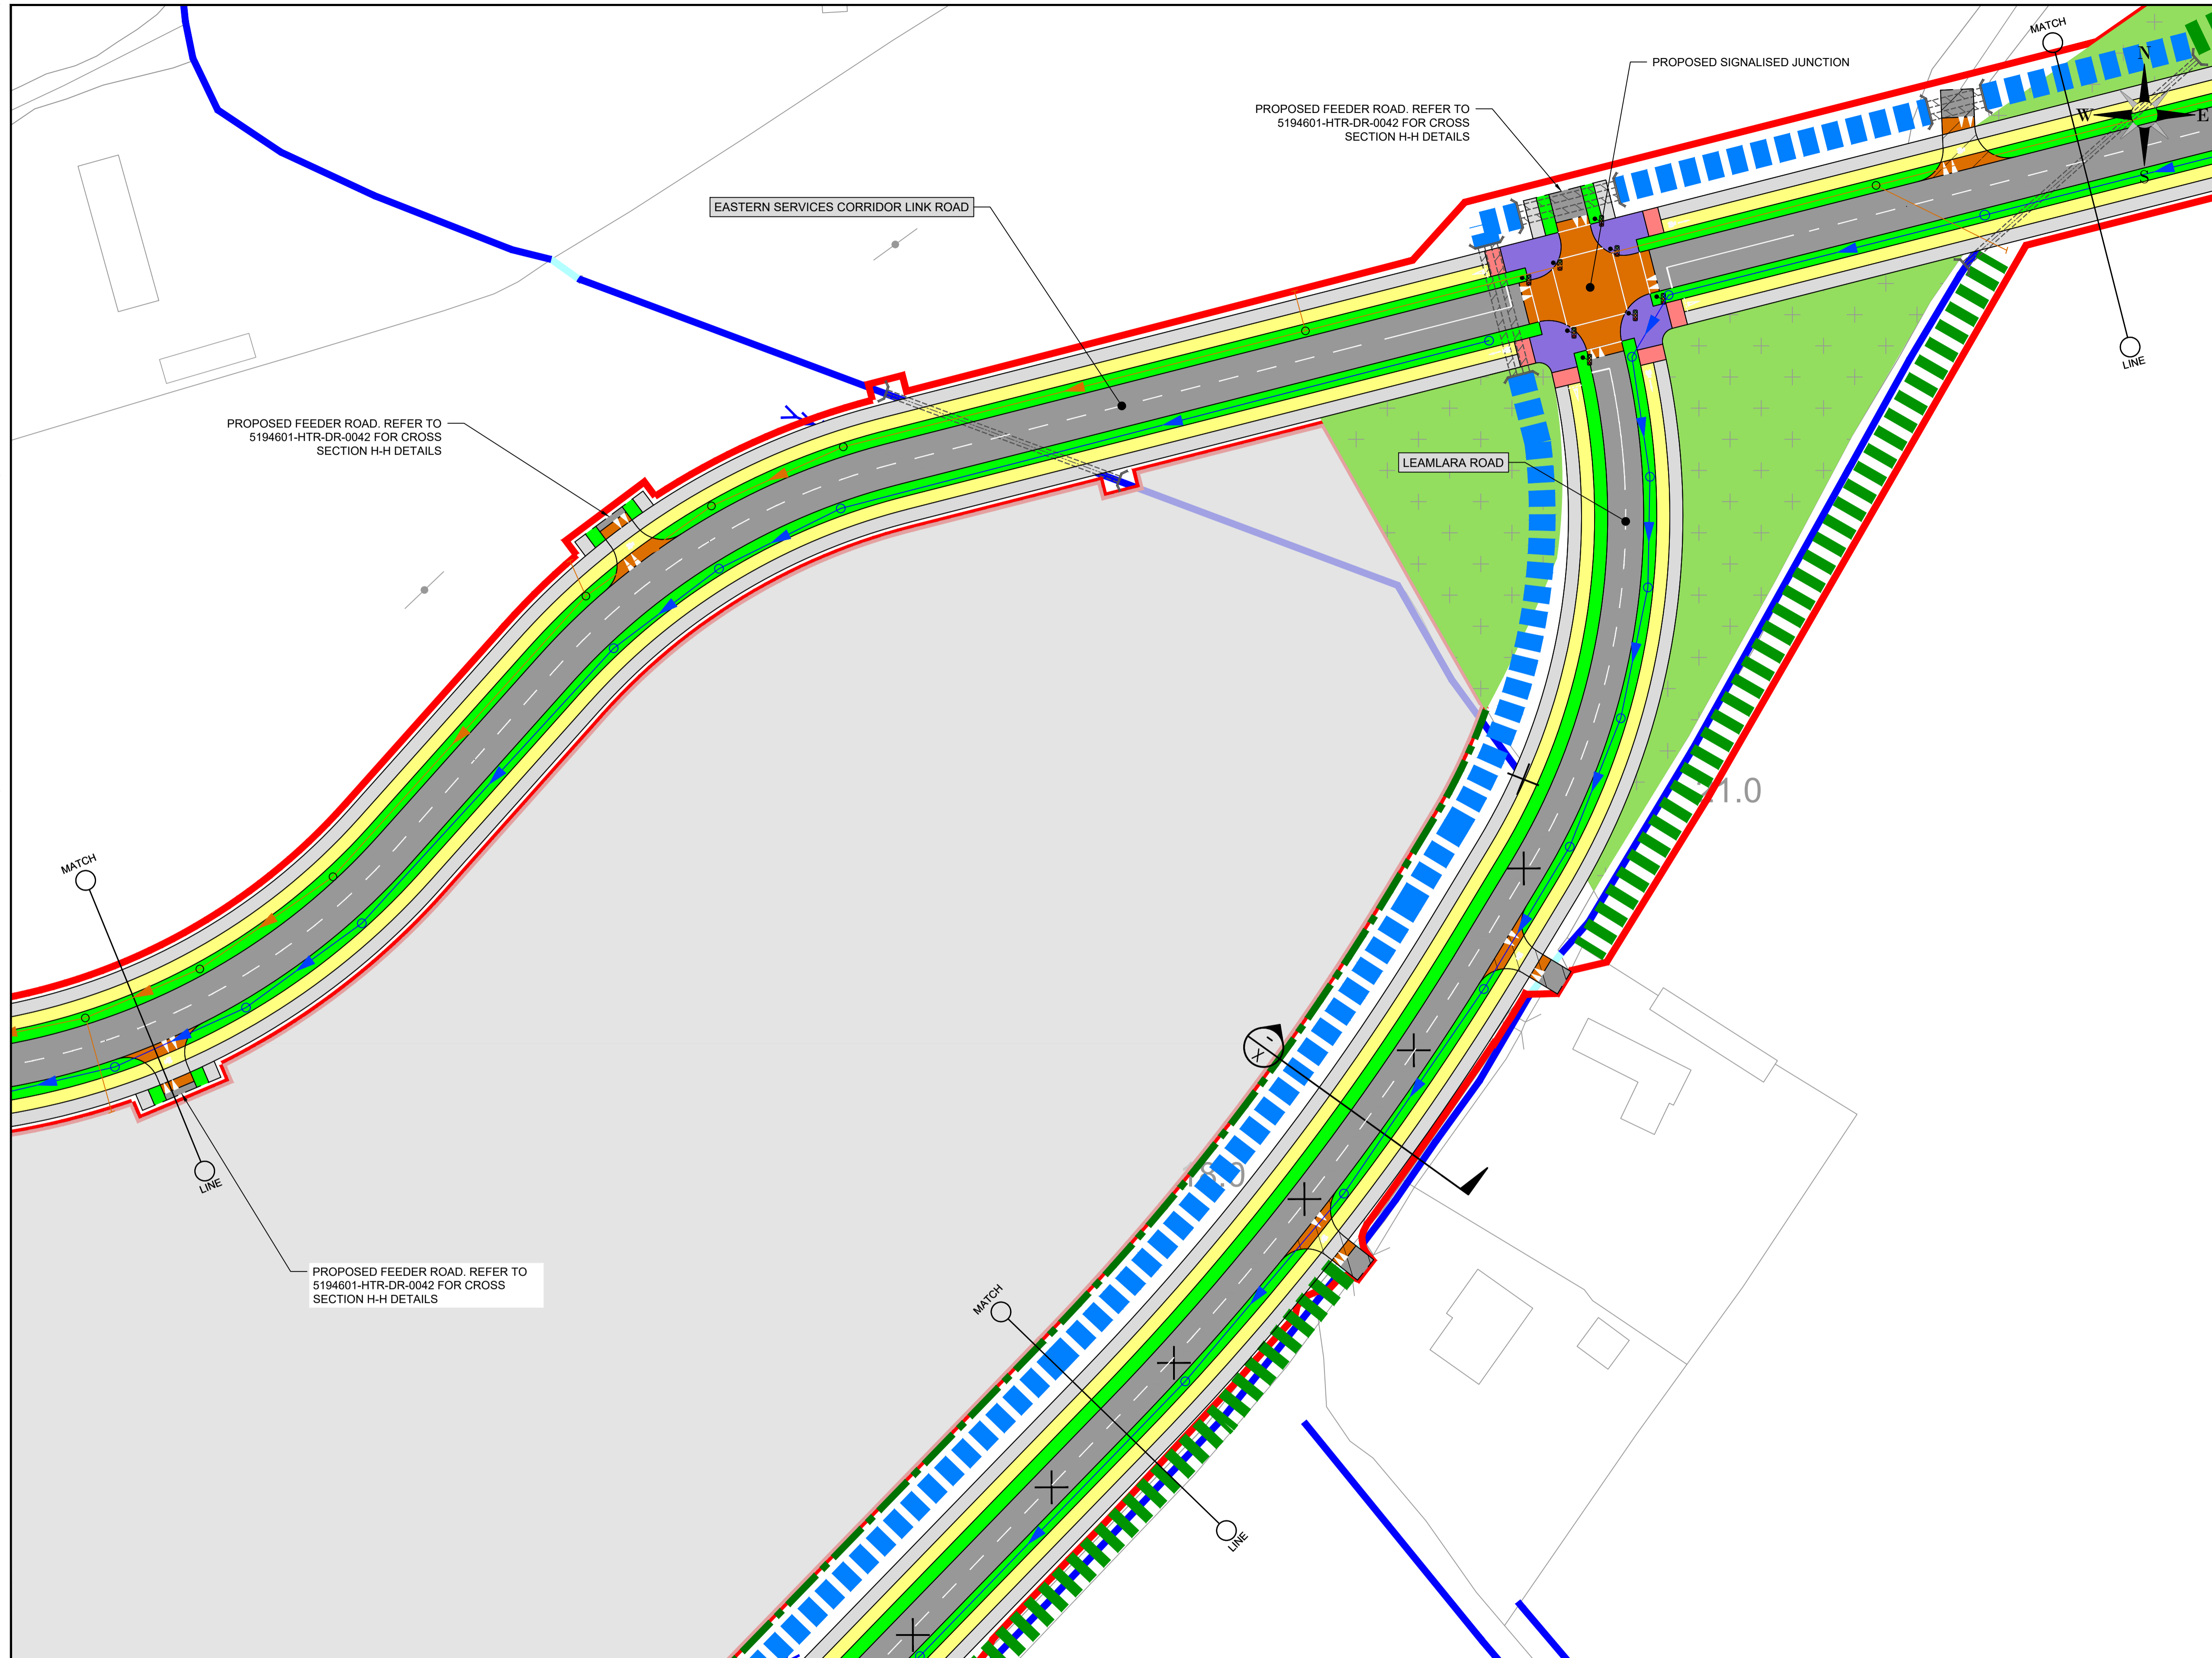 MATCH
N
W
E
S
LINE
PROPOSED SIGNALISED JUNCTION
PROPOSED FEEDER ROAD. REFER TO
5194601-HTR-DR-0042 FOR CROSS
SECTION H-H DETAILS
EASTERN SERVICES CORRIDOR LINK ROAD
PROPOSED FEEDER ROAD. REFER TO
5194601-HTR-DR-0042 FOR CROSS
SECTION H-H DETAILS
LEAMLARA ROAD
MATCH
LINE
X
-
18.0
PROPOSED FEEDER ROAD. REFER TO
5194601-HTR-DR-0042 FOR CROSS
SECTION H-H DETAILS
MATCH
LINE